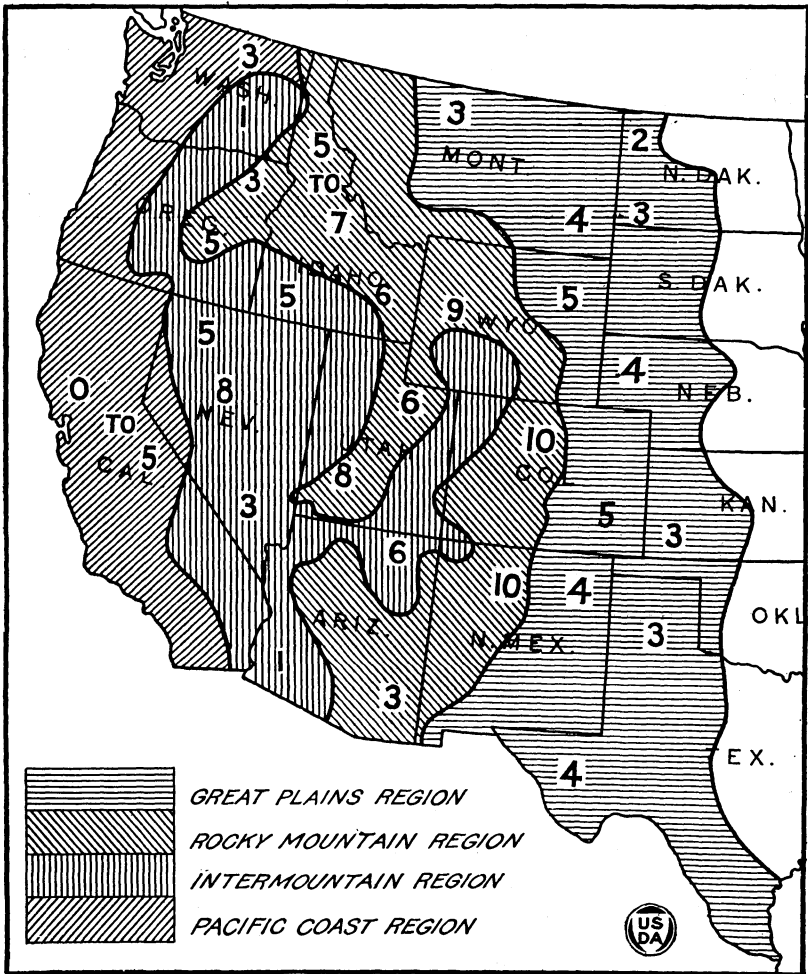 3
WASH.
1
3
2
MONT.
5
TO
7
3
N. DAK.
OREG.
5
4
3
IDAHO
6
5
9
WYO.
5
S. DAK.
5
4
NEB.
0
TO
5
CAL.
8
NEV.
6
UTAH
8
10
COLO.
3
5
3
KAN.
6
10
4
ARIZ.
N. MEX.
3
OKL
1
3
4
TEX.
GREAT PLAINS REGION
ROCKY MOUNTAIN REGION
INTERMOUNTAIN REGION
PACIFIC COAST REGION
US
DA